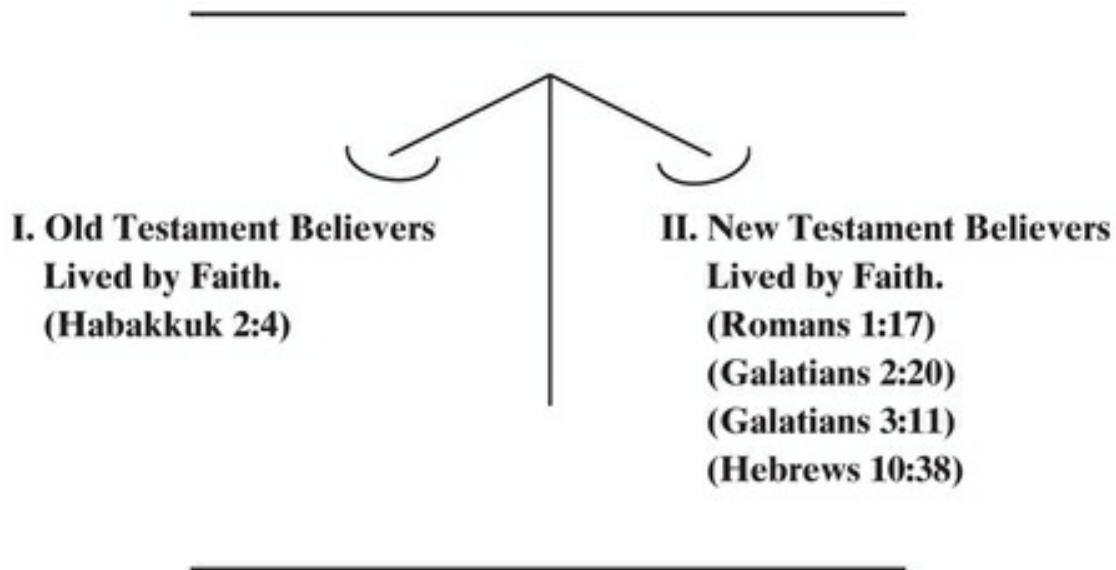 I. Old Testament Believers
Lived by Faith.
(Habakkuk 2:4)
II. New Testament Believers
Lived by Faith.
(Romans 1:17)
(Galatians 2:20)
(Galatians 3:11)
(Hebrews 10:38)